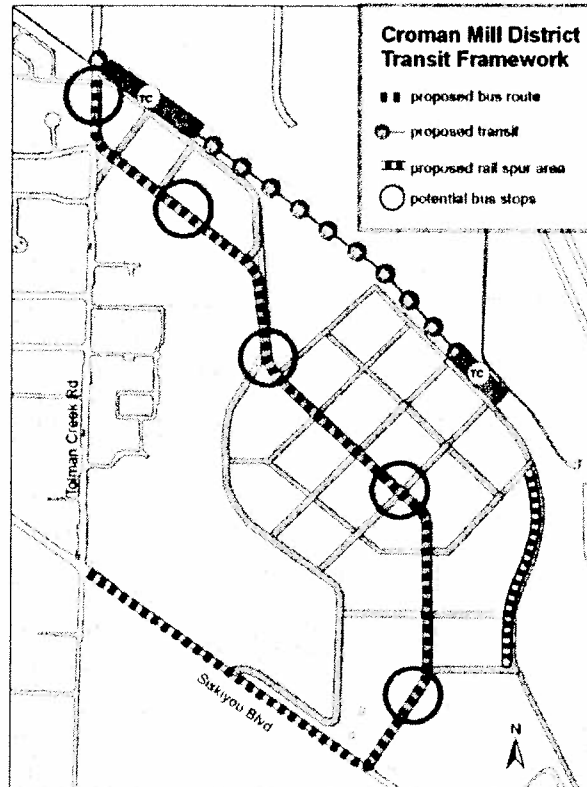 Croman Mill District
Transit Framework
proposed bus route
proposed transit
proposed rail spur area
potential bus stops
TC
TC
Tolman Creek Rd
Siskiyou Blvd
N